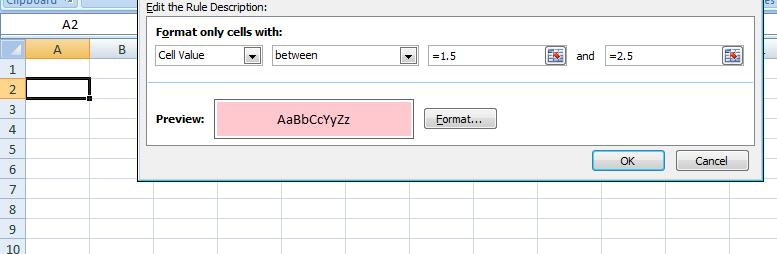 Clipboard
Edit the Rule Description:
A2
Format only cells with:
Cell Value between =1.5 and =2.5
A B
1
2
3
4
Preview: AaBbCcYyZz Format...
5
6
OK Cancel
7
8
9
10